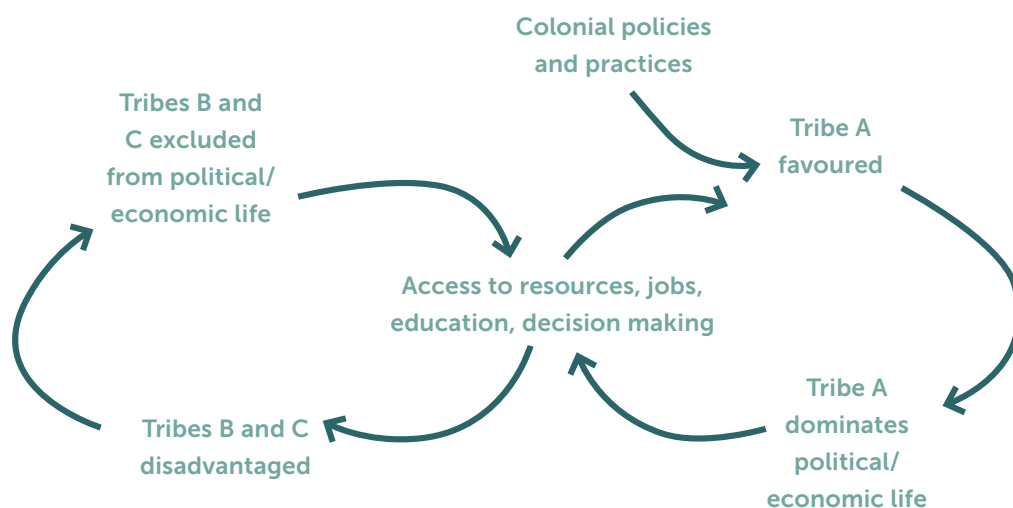 Colonial policies
and practices
Tribes B and
C excluded
from political/
economic life
Tribe A
favoured
Access to resources, jobs,
education, decision making
Tribes B and C
disadvantaged
Tribe A
dominates
political/
economic life